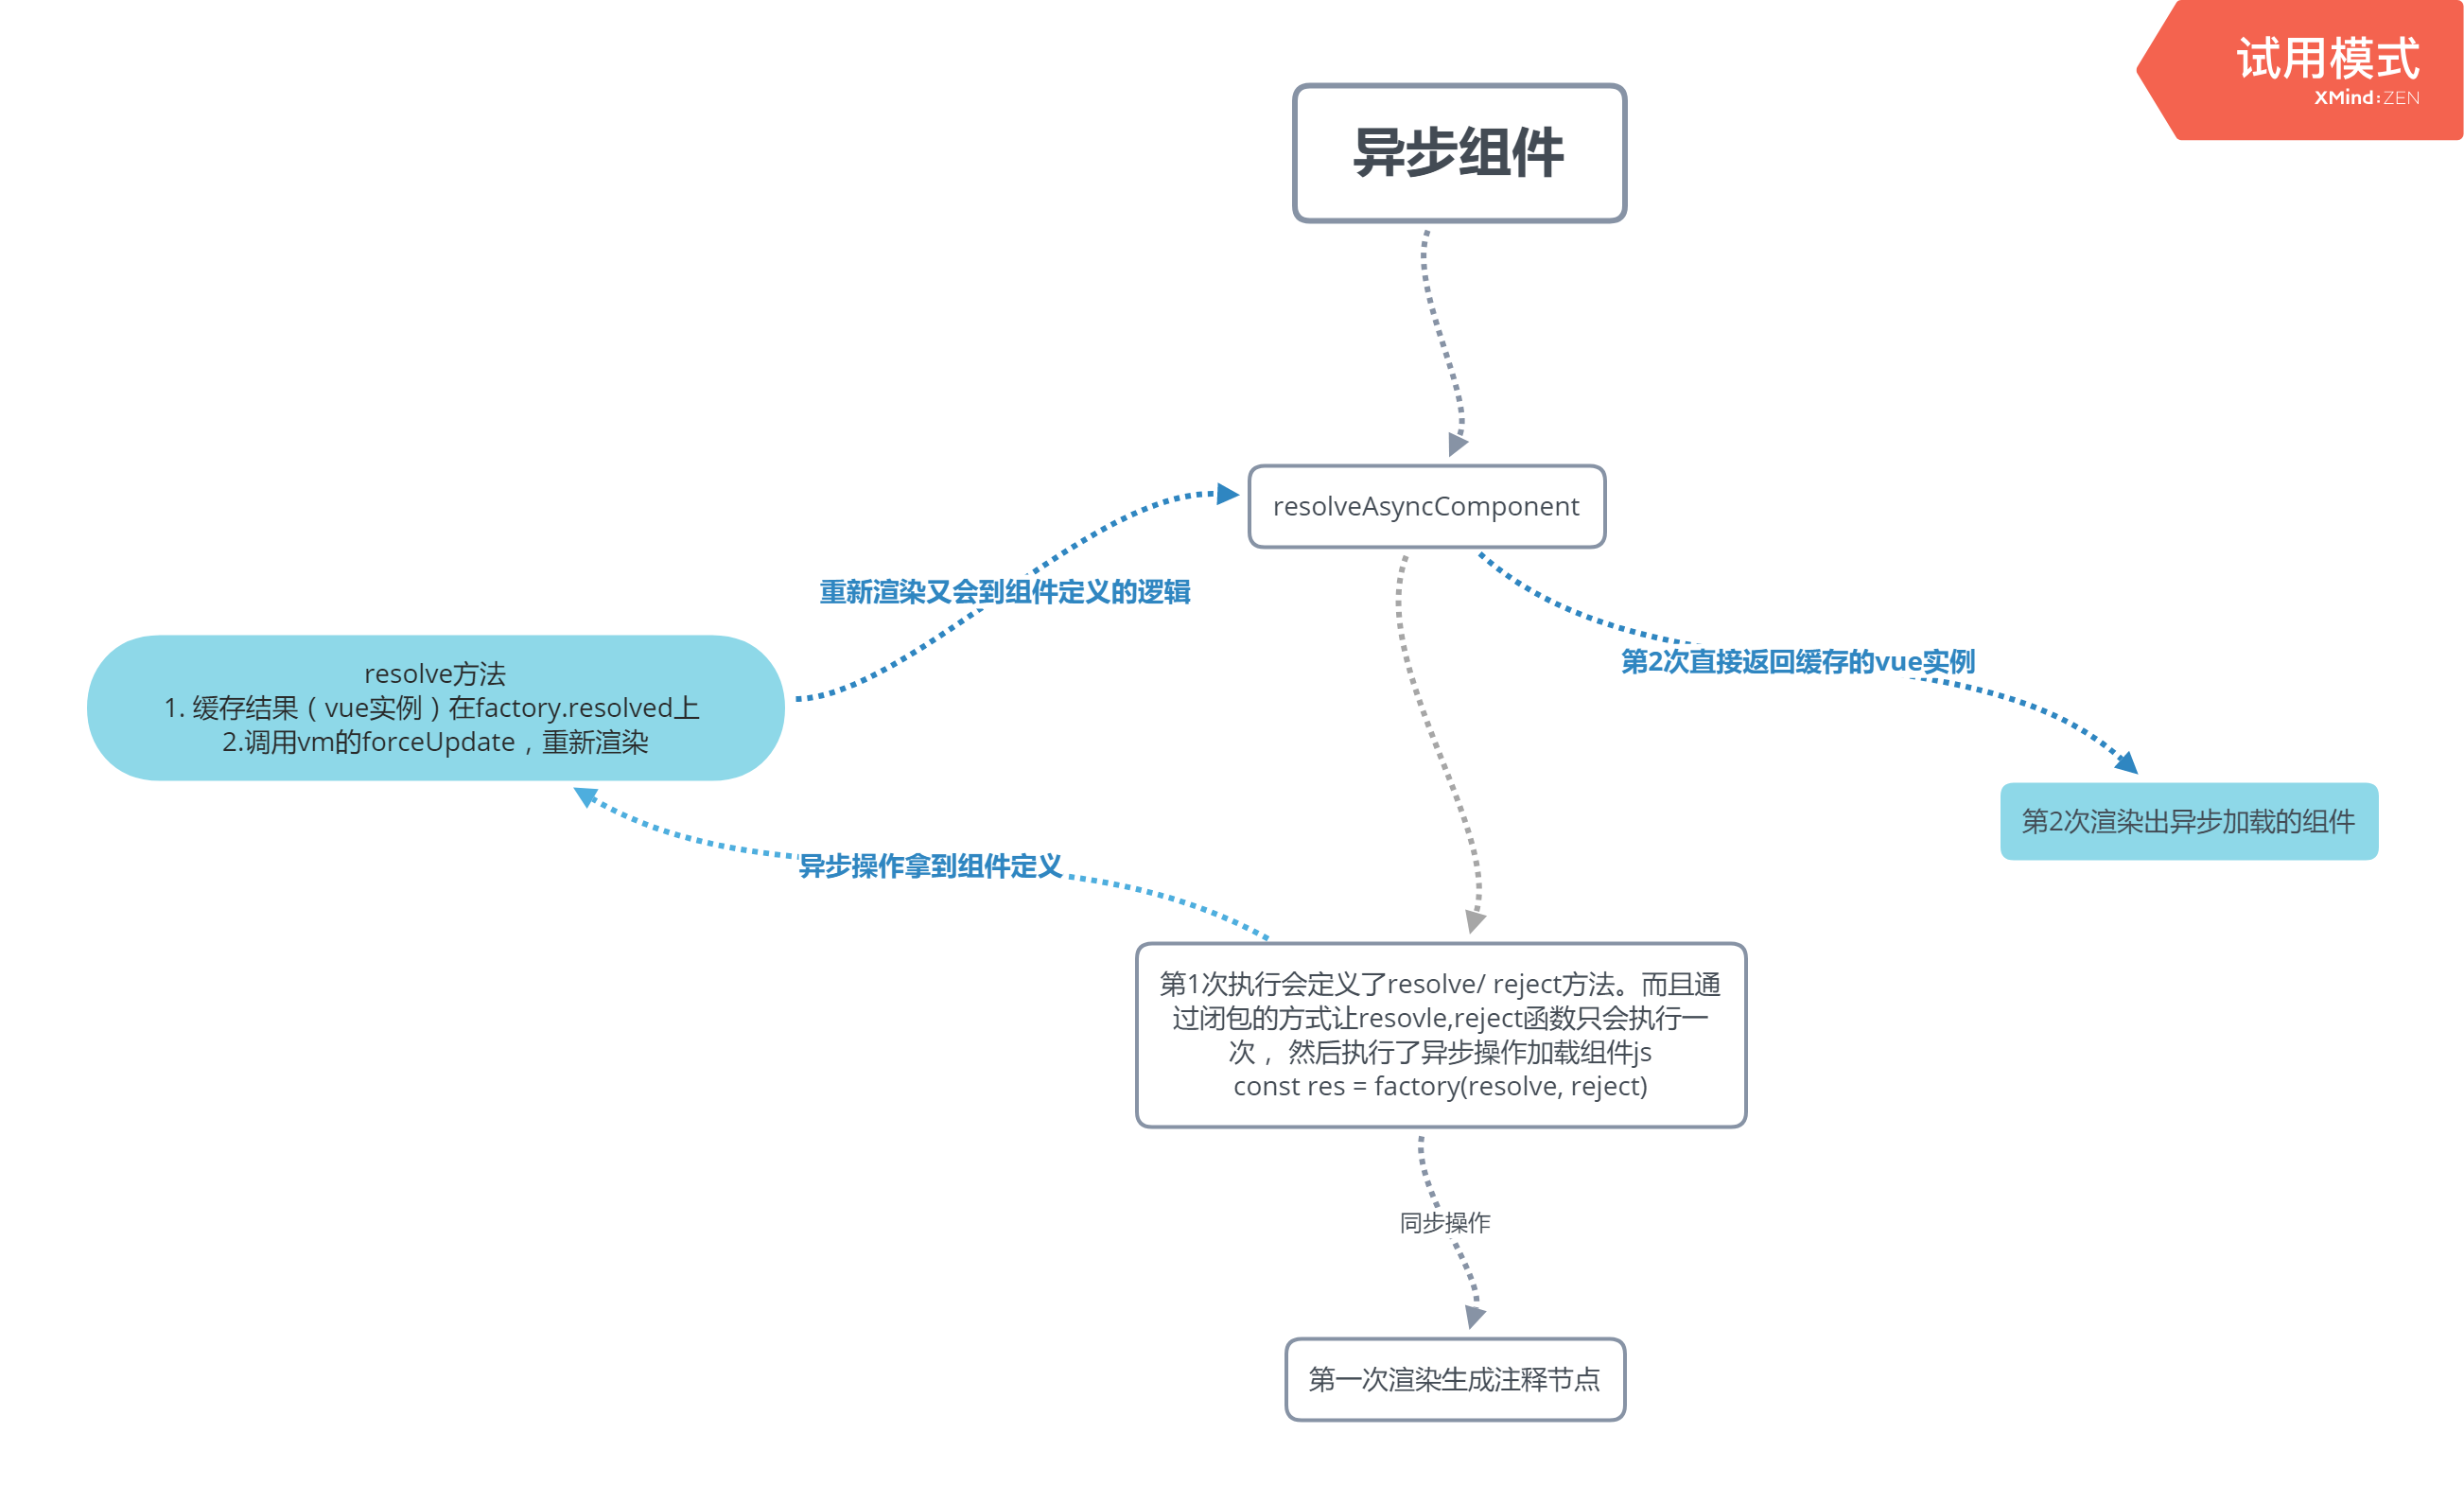 试用模式
XMind:ZEN
异步组件
resolveAsyncComponent
重新渲染又会到组件定义的逻辑
第2次直接返回缓存的vue实例
resolve方法
1. 缓存结果（vue实例）在factory.resolved上
2.调用vm的forceUpdate，重新渲染
第2次渲染出异步加载的组件
异步操作拿到组件定义
第1次执行会定义了resolve/ reject方法。而且通
过闭包的方式让resovle,reject函数只会执行一
次， 然后执行了异步操作加载组件js
const res = factory(resolve, reject)
同步操作
第一次渲染生成注释节点